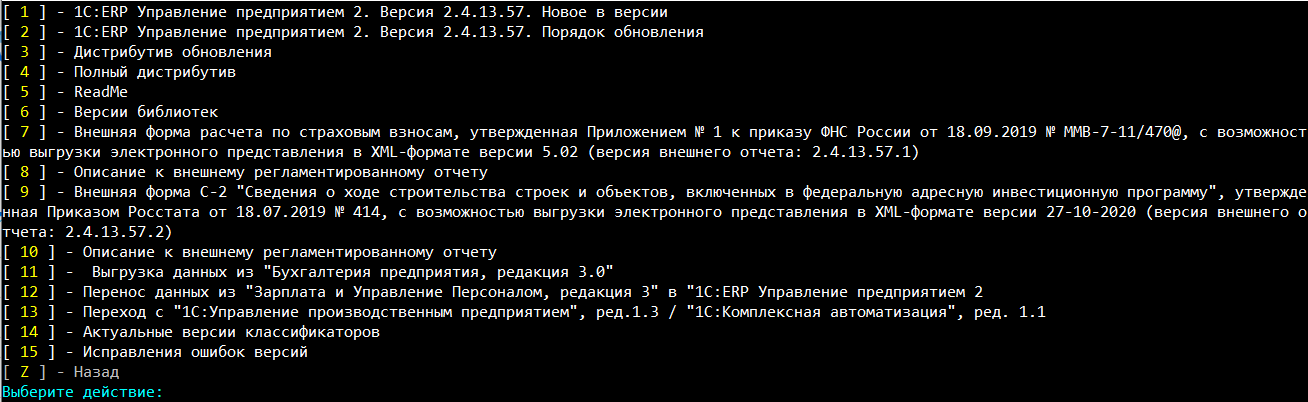 [ 1 ] - 1C:ERP Управление предприятием 2. Версия 2.4.13.57. Новое в версии
[ 2 ] - 1C:ERP Управление предприятием 2. Версия 2.4.13.57. Порядок обновления
[ 3 ] - Дистрибутив обновления
[ 4 ] - Полный дистрибутив
[ 5 ] - ReadMe
[ 6 ] - Версии библиотек
[ 7 ] - Внешняя форма расчета по страховым взносам, утвержденная Приложением № 1 к приказу ФНС России от 18.09.2019 № ММВ-7-11/470@, с возможност
ью выгрузки электронного представления в XML-формате версии 5.02 (версия внешнего отчета: 2.4.13.57.1)
[ 8 ] - Описание к внешнему регламентированному отчету
[ 9 ] - Внешняя форма С-2 "Сведения о ходе строительства строек и объектов, включенных в федеральную адресную инвестиционную программу", утвержде
нная Приказом Росстата от 18.07.2019 № 414, с возможностью выгрузки электронного представления в XML-формате версии 27-10-2020 (версия внешнего о
тчета: 2.4.13.57.2)
[ 10 ] - Описание к внешнему регламентированному отчету
[ 11 ] -  Выгрузка данных из "Бухгалтерия предприятия, редакция 3.0"
[ 12 ] - Перенос данных из "Зарплата и Управление Персоналом, редакция 3" в "1С:ERP Управление предприятием 2
[ 13 ] - Переход с "1С:Управление производственным предприятием", ред.1.3 / "1С:Комплексная автоматизация", ред. 1.1
[ 14 ] - Актуальные версии классификаторов
[ 15 ] - Исправления ошибок версий
[ Z ] - Назад
Выберите действие: